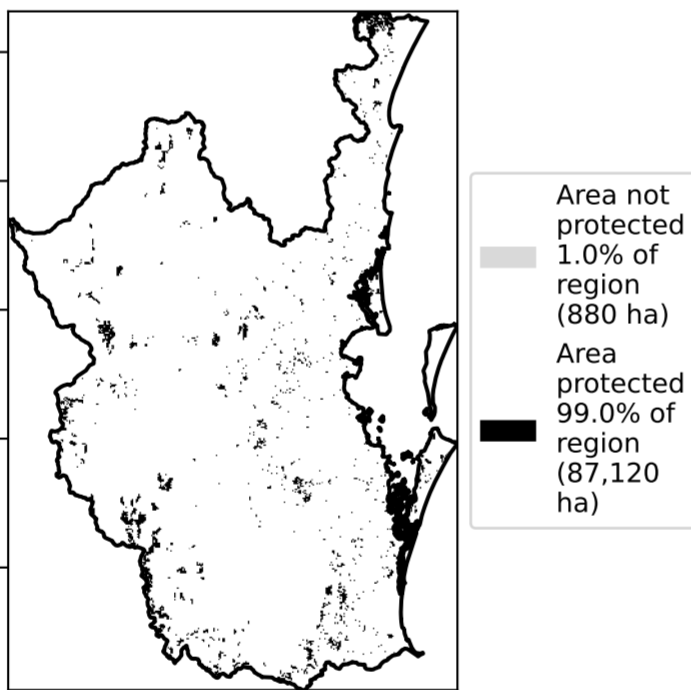 Area not
protected
1.0% of
region
(880 ha)
Area
protected
99.0% of
region
(87,120
ha)